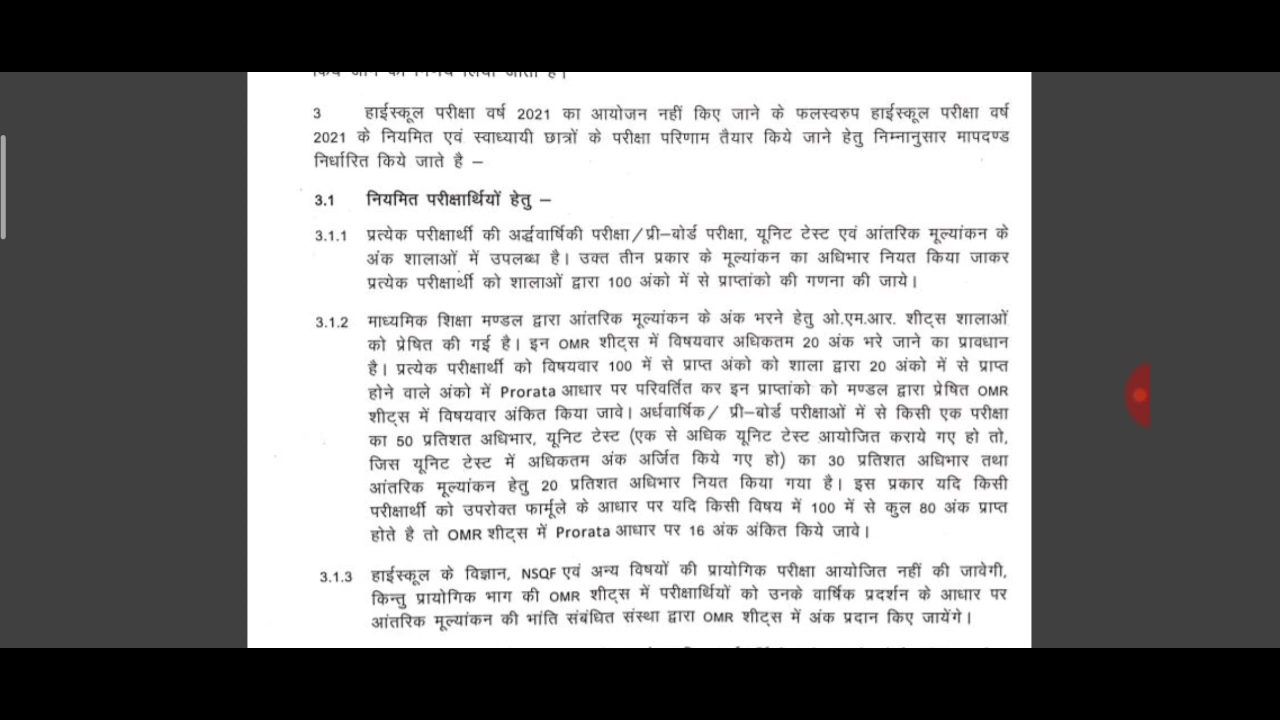 3 हाईस्कूल परीक्षा वर्ष 2021 का आयोजन नहीं किए जाने के फलस्वरुप हाईस्कूल परीक्षा वर्ष
2021 के नियमित एवं स्वाध्यायी छात्रों के परीक्षा परिणाम तैयार किये जाने हेतु निम्नानुसार मापदण्ड
निर्धारित किये जाते है –
3.1 नियमित परीक्षार्थियों हेतु –
3.1.1 प्रत्येक परीक्षार्थी की अर्द्धवार्षिकी परीक्षा/प्री–बोर्ड परीक्षा, यूनिट टेस्ट एवं आंतरिक मूल्यांकन के
अंक शालाओं में उपलब्ध है। उक्त तीन प्रकार के मूल्यांकन का अधिभार नियत किया जाकर
प्रत्येक परीक्षार्थी को शालाओं द्वारा 100 अंको में से प्राप्तांको की गणना की जाये।
3.1.2 माध्यमिक शिक्षा मण्डल द्वारा आंतरिक मूल्यांकन के अंक भरने हेतु ओ.एम.आर. शीट्स शालाओं
को प्रेषित की गई है। इन OMR शीट्स में विषयवार अधिकतम 20 अंक भरे जाने का प्रावधान
है। प्रत्येक परीक्षार्थी को विषयवार 100 में से प्राप्त अंको को शाला द्वारा 20 अंको में से प्राप्त
होने वाले अंको में Prorata आधार पर परिवर्तित कर इन प्राप्तांको को मण्डल द्वारा प्रेषित OMR
शीट्स में विषयवार अंकित किया जावे। अर्धवार्षिक/ प्री–बोर्ड परीक्षाओं में से किसी एक परीक्षा
का 50 प्रतिशत अधिभार, यूनिट टेस्ट (एक से अधिक यूनिट टेस्ट आयोजित कराये गए हो तो,
जिस यूनिट टेस्ट में अधिकतम अंक अर्जित किये गए हो) का 30 प्रतिशत अधिभार तथा
आंतरिक मूल्यांकन हेतु 20 प्रतिशत अधिभार नियत किया गया है। इस प्रकार यदि किसी
परीक्षार्थी को उपरोक्त फार्मूले के आधार पर यदि किसी विषय में 100 में से कुल 80 अंक प्राप्त
होते है तो OMR शीट्स में Prorata आधार पर 16 अंक अंकित किये जावे।
3.1.3 हाईस्कूल के विज्ञान, NSQF एवं अन्य विषयों की प्रायोगिक परीक्षा आयोजित नहीं की जावेगी,
किन्तु प्रायोगिक भाग की OMR शीट्स में परीक्षार्थियों को उनके वार्षिक प्रदर्शन के आधार पर
आंतरिक मूल्यांकन की भांति संबंधित संस्था द्वारा OMR शीट्स में अंक प्रदान किए जायेंगे।